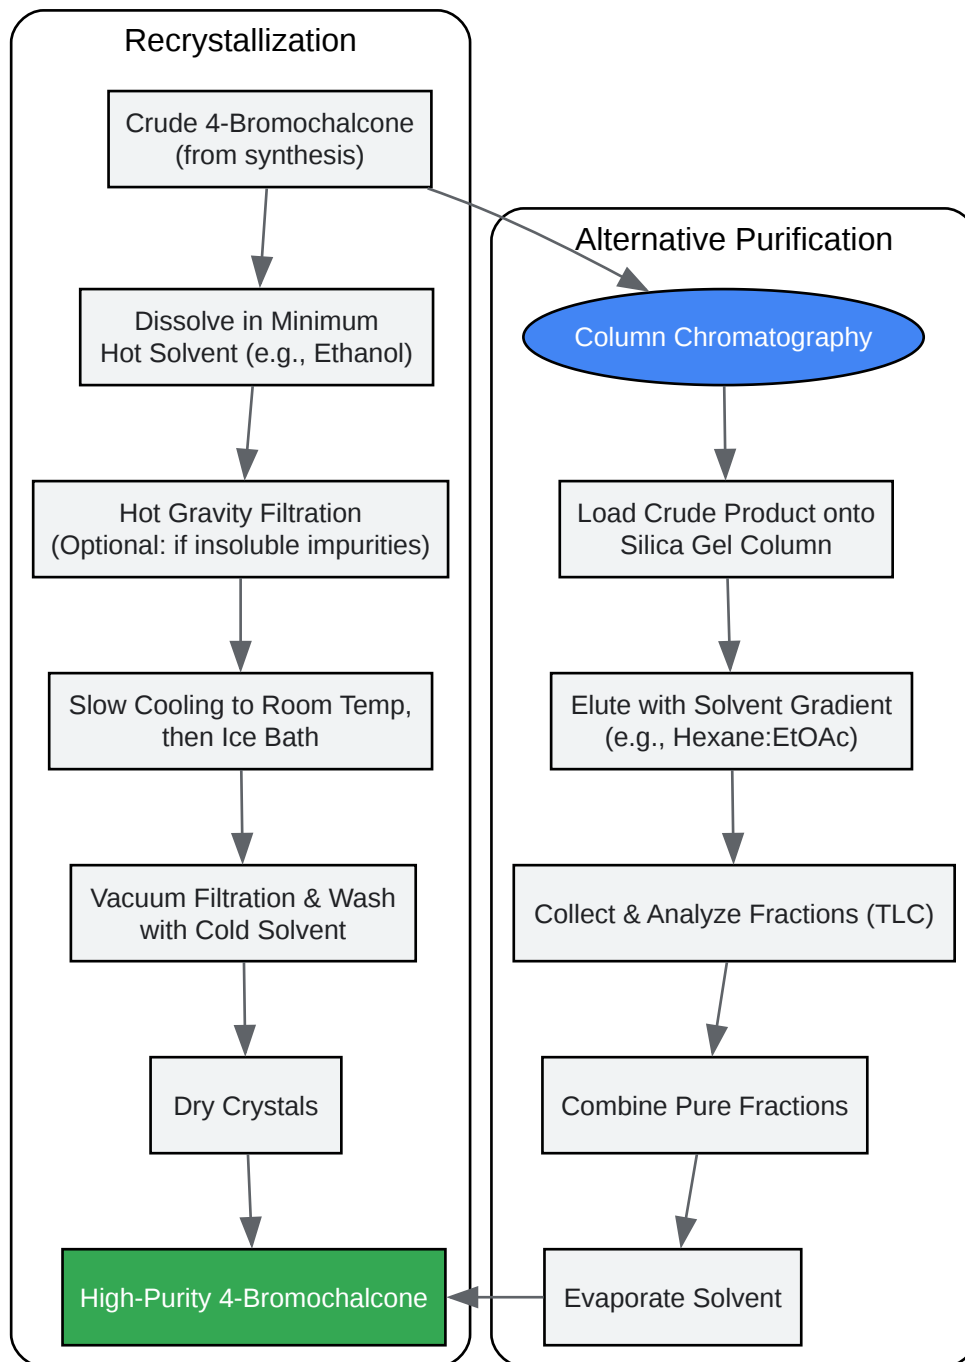 Recrystallization
Crude 4-Bromochalcone
(from synthesis)
Dissolve in Minimum
Hot Solvent (e.g., Ethanol)
Hot Gravity Filtration
(Optional: if insoluble impurities)
Slow Cooling to Room Temp,
then Ice Bath
Vacuum Filtration & Wash
with Cold Solvent
Dry Crystals
High-Purity 4-Bromochalcone
Alternative Purification
Column Chromatography
Load Crude Product onto
Silica Gel Column
Elute with Solvent Gradient
(e.g., Hexane:EtOAc)
Collect & Analyze Fractions (TLC)
Combine Pure Fractions
Evaporate Solvent